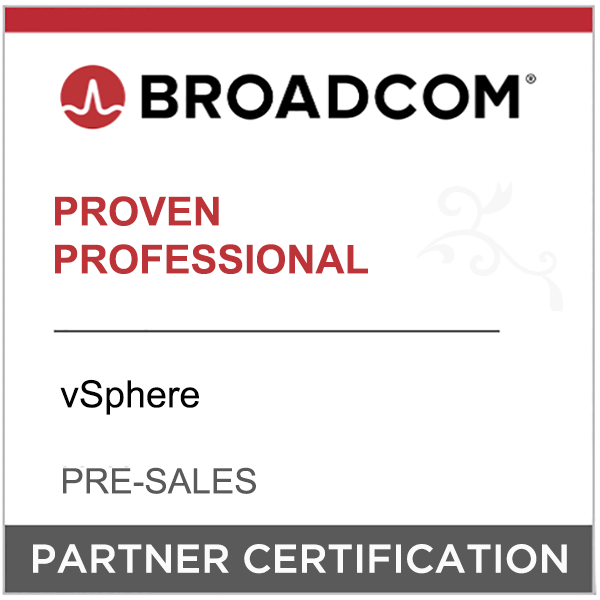 BROADCOM®
PROVEN
PROFESSIONAL
vSphere
PRE-SALES
PARTNER CERTIFICATION